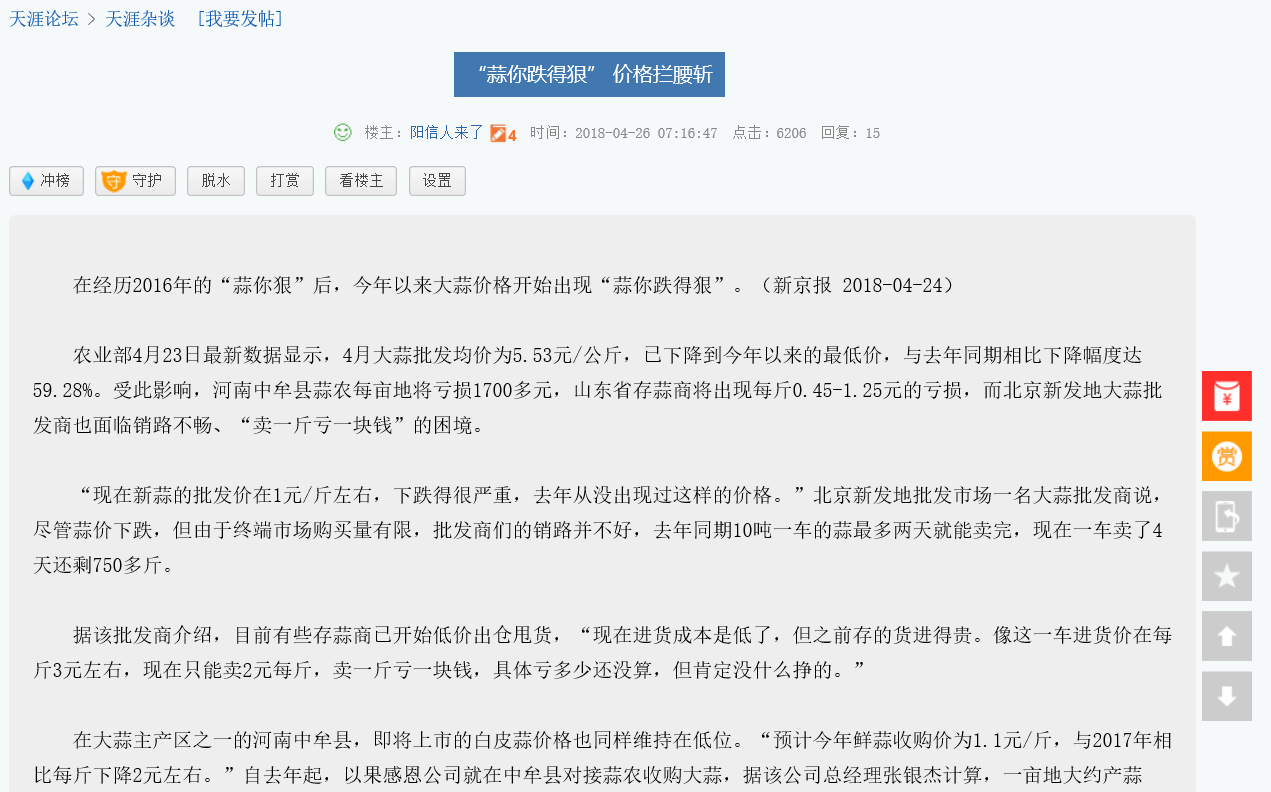 天涯论坛 > 天涯杂谈 [我要发帖]
“蒜你跌得狠” 价格拦腰斩
楼主：阳信人来了 4 时间：2018-04-26 07:16:47 点击：6206 回复：15
冲榜 守 守护 脱水 打赏 看楼主 设置
在经历2016年的“蒜你狠”后，今年以来大蒜价格开始出现“蒜你跌得狠”。（新京报 2018-04-24）
农业部4月23日最新数据显示，4月大蒜批发均价为5.53元/公斤，已下降到今年以来的最低价，与去年同期相比下降幅度达
59.28%。受此影响，河南中牟县蒜农每亩地将亏损1700多元，山东省存蒜商将出现每斤0.45-1.25元的亏损，而北京新发地大蒜批
发商也面临销路不畅、“卖一斤亏一块钱”的困境。
“现在新蒜的批发价在1元/斤左右，下跌得很严重，去年从没出现过这样的价格。”北京新发地批发市场一名大蒜批发商说，
尽管蒜价下跌，但由于终端市场购买量有限，批发商们的销路并不好，去年同期10吨一车的蒜最多两天就能卖完，现在一车卖了4
天还剩750多斤。
据该批发商介绍，目前有些存蒜商已开始低价出仓甩货，“现在进货成本是低了，但之前存的货进得贵。像这一车进货价在每
斤3元左右，现在只能卖2元每斤，卖一斤亏一块钱，具体亏多少还没算，但肯定没什么挣的。”
在大蒜主产区之一的河南中牟县，即将上市的白皮蒜价格也同样维持在低位。“预计今年鲜蒜收购价为1.1元/斤，与2017年相
比每斤下降2元左右。”自去年起，以果感恩公司就在中牟县对接蒜农收购大蒜，据该公司总经理张银杰计算，一亩地大约产蒜
¥
赏